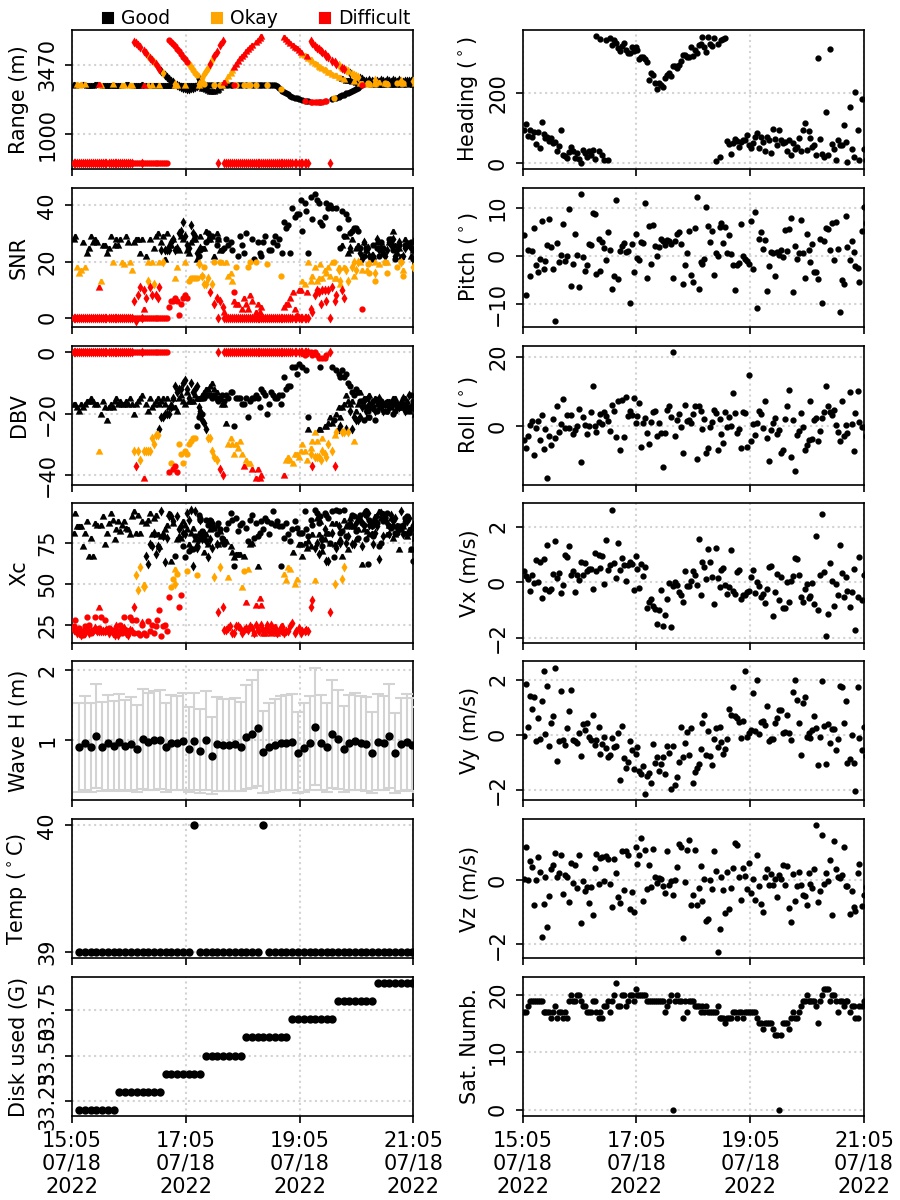 Good Okay Difficult
Range (m)
3470
1000
Heading (°)
200
0
SNR
40
20
0
Pitch (°)
10
0
−10
DBV
0
−20
−40
Roll (°)
20
0
Xc
75
50
25
Vx (m/s)
2
0
−2
Wave H (m)
2
1
Vy (m/s)
2
0
−2
Temp (°C)
40
39
Vz (m/s)
0
−2
Disk used (G)
33.75
33.50
33.25
Sat. Numb.
20
10
0
15:05 17:05 19:05 21:05
07/18 07/18 07/18 07/18
2022 2022 2022 2022
15:05 17:05 19:05 21:05
07/18 07/18 07/18 07/18
2022 2022 2022 2022